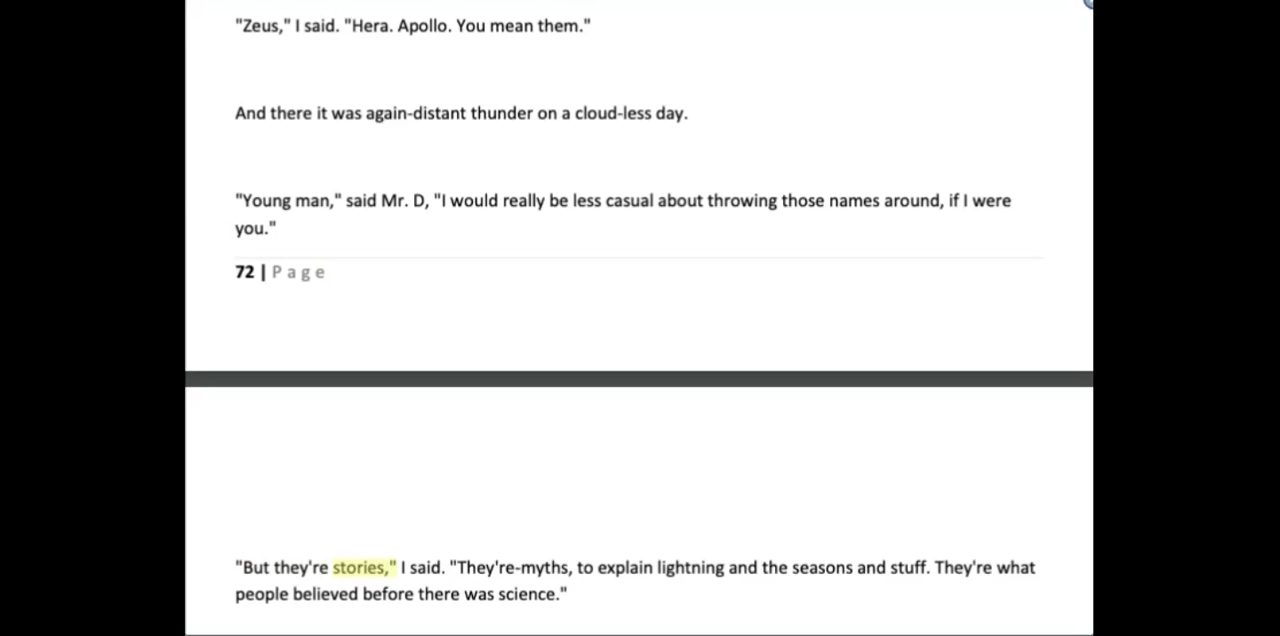 "Zeus," I said. "Hera. Apollo. You mean them."
And there it was again-distant thunder on a cloud-less day.
"Young man," said Mr. D, "I would really be less casual about throwing those names around, if I were
you."
72 | P a g e
"But they're stories," I said. "They're-myths, to explain lightning and the seasons and stuff. They're what
people believed before there was science."